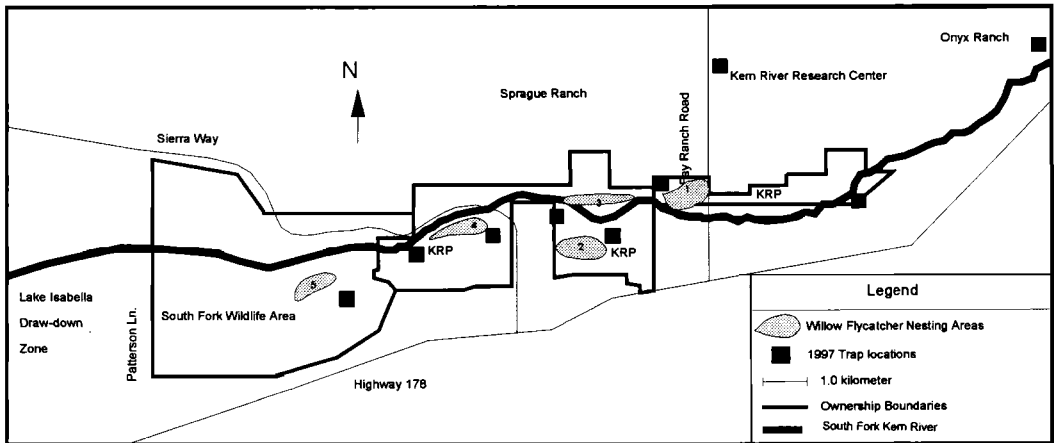 Onyx Ranch
N
Kern River Research Center
Sprague Ranch
Sierra Way
Fay Ranch Road
1
KRP
3
4
KRP
2
KRP
5
Lake Isabella
Draw-down
Zone
Patterson Ln.
South Fork Wildlife Area
Highway 178
Legend
Willow Flycatcher Nesting Areas
1997 Trap locations
1.0 kilometer
Ownership Boundaries
South Fork Kern River